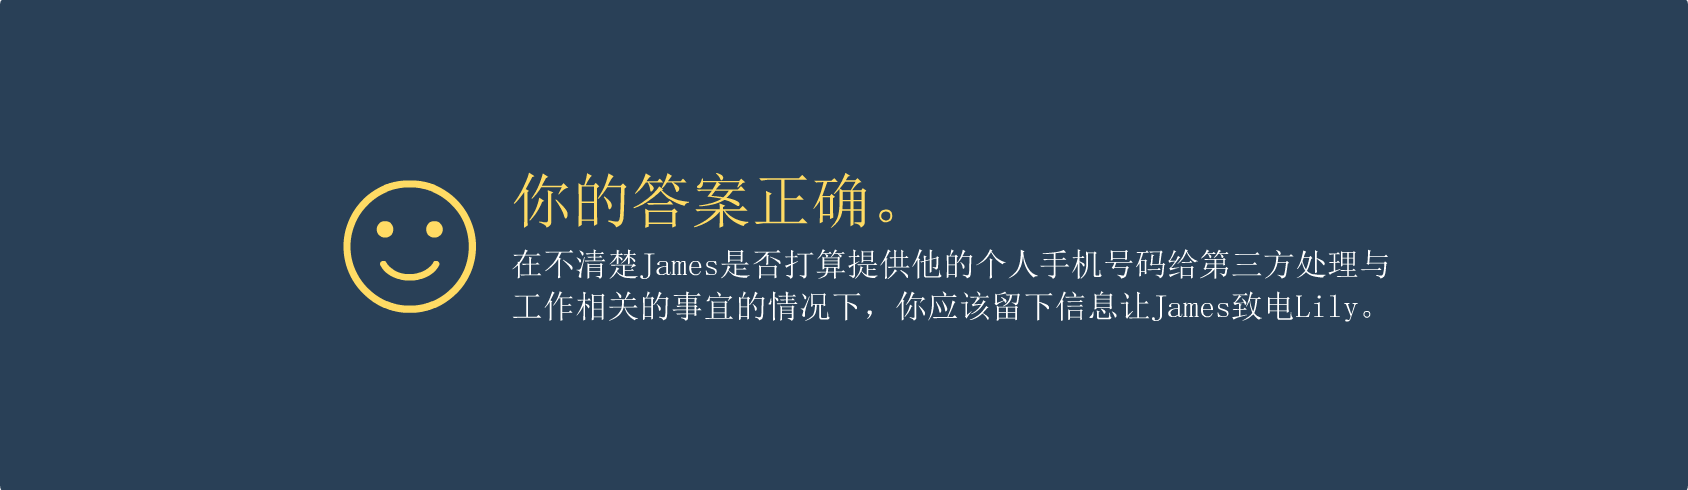 你的答案正确。
在不清楚James是否打算提供他的个人手机号码给第三方处理与
工作相关的事宜的情况下，你应该留下信息让James致电Lily。